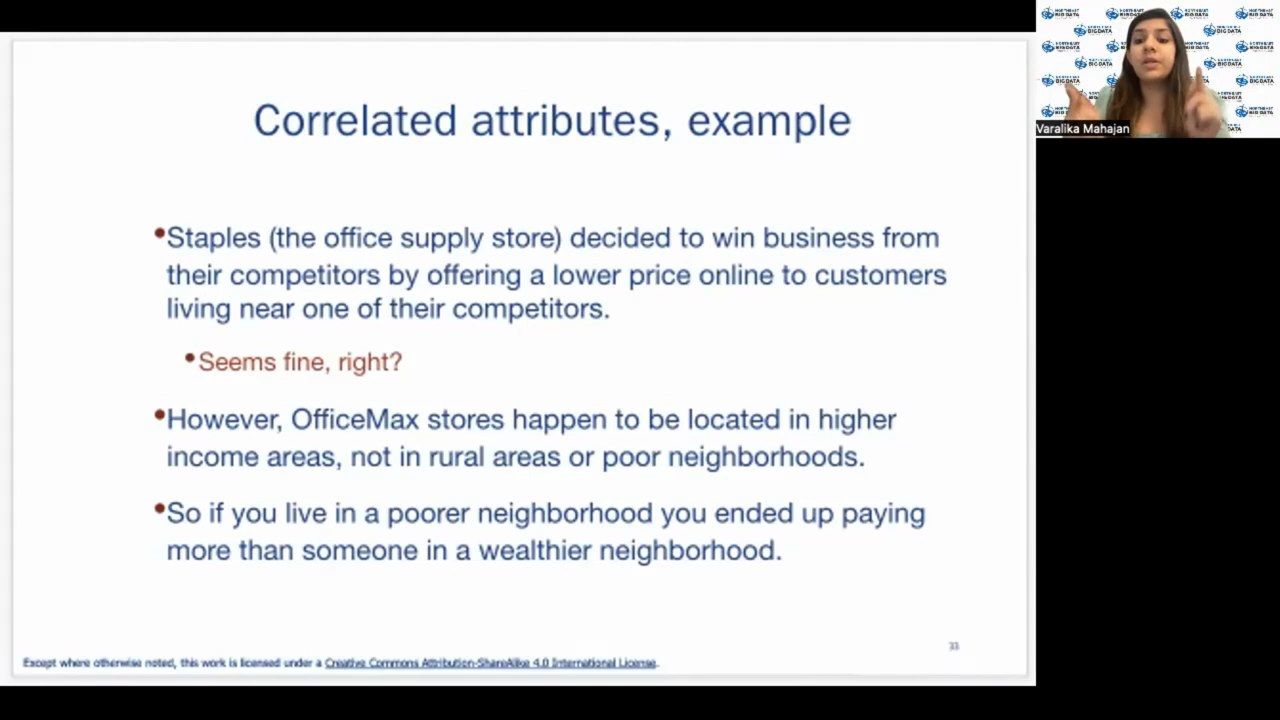 Correlated attributes, example
•Staples (the office supply store) decided to win business from
their competitors by offering a lower price online to customers
living near one of their competitors.
•Seems fine, right?
•However, OfficeMax stores happen to be located in higher
income areas, not in rural areas or poor neighborhoods.
•So if you live in a poorer neighborhood you ended up paying
more than someone in a wealthier neighborhood.
33
Except where otherwise noted, this work is licensed under a Creative Commons Attribution-ShareAlike 4.0 International License.
NORTHEAST
BIG DATA
Varalika Mahajan